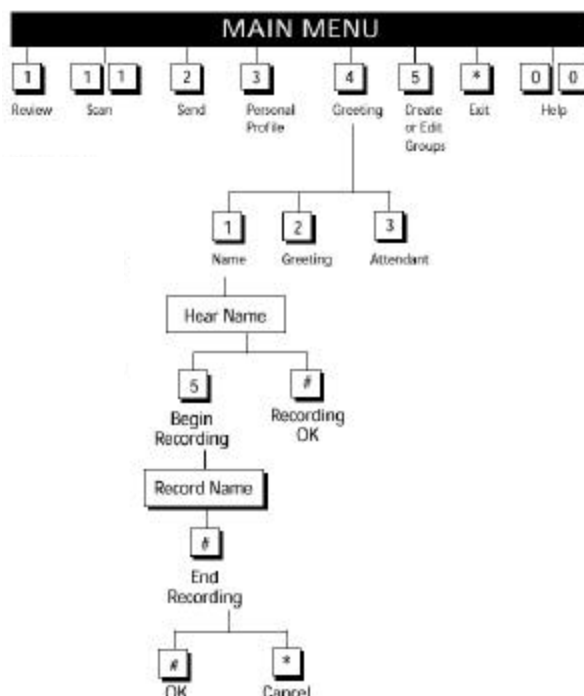 MAIN MENU
1 1 1 2 3 4 5 * 0 0
Review Scan Send Personal Greeting Create Exit Help
Profile or Edit
Groups
1 2 3
Name Greeting Attendant
Hear Name
5 #
Begin Recording
Recording OK
Record Name
#
End
Recording
# *
OK Cancel